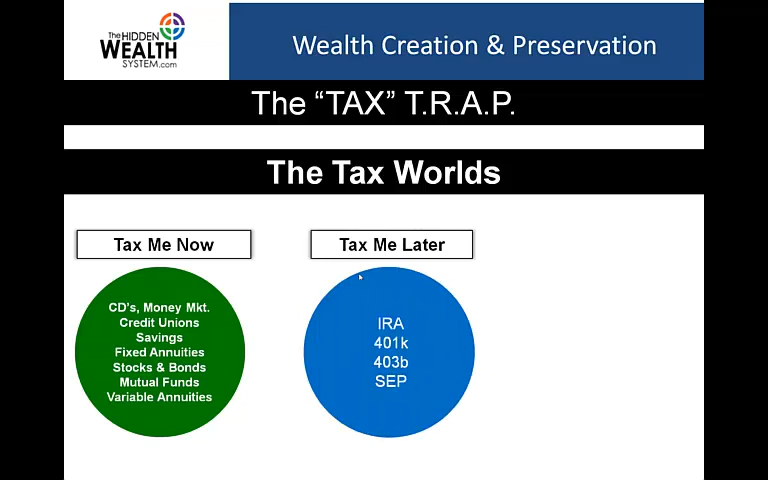 The HIDDEN
WEALTH
SYSTEM.com
Wealth Creation & Preservation
The “TAX” T.R.A.P.
The Tax Worlds
Tax Me Now
CD's, Money Mkt.
Credit Unions
Savings
Fixed Annuities
Stocks & Bonds
Mutual Funds
Variable Annuities
Tax Me Later
IRA
401k
403b
SEP